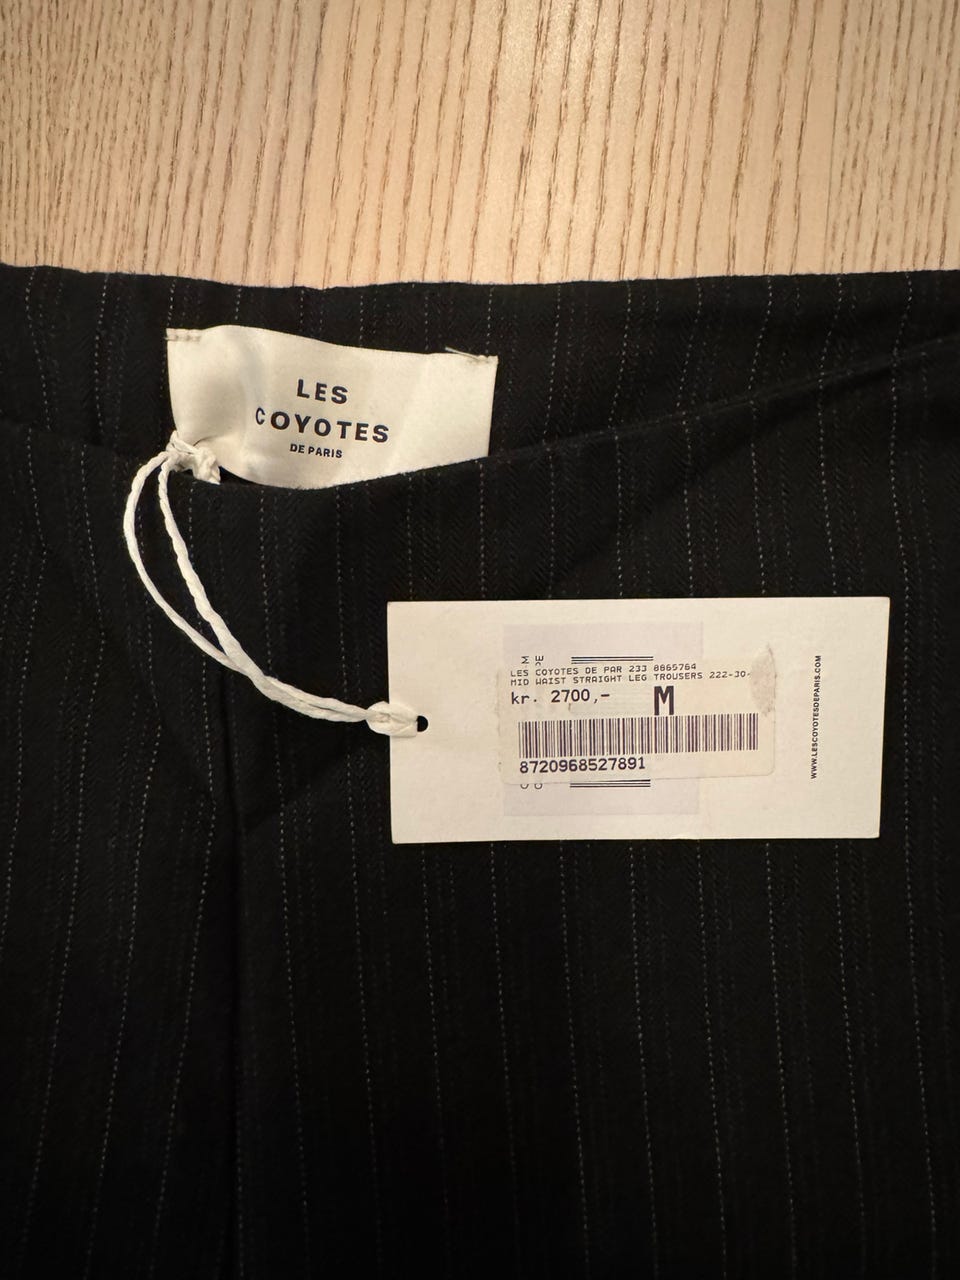 LES
COYOTES
DE PARIS
LES COYOTES DE PAR 233 8865764
MID WAIST STRAIGHT LEG TROUSERS 222-30-
kr. 2700,-
M
8720968527891
WWW.LESCOYOTESDEPARIS.COM